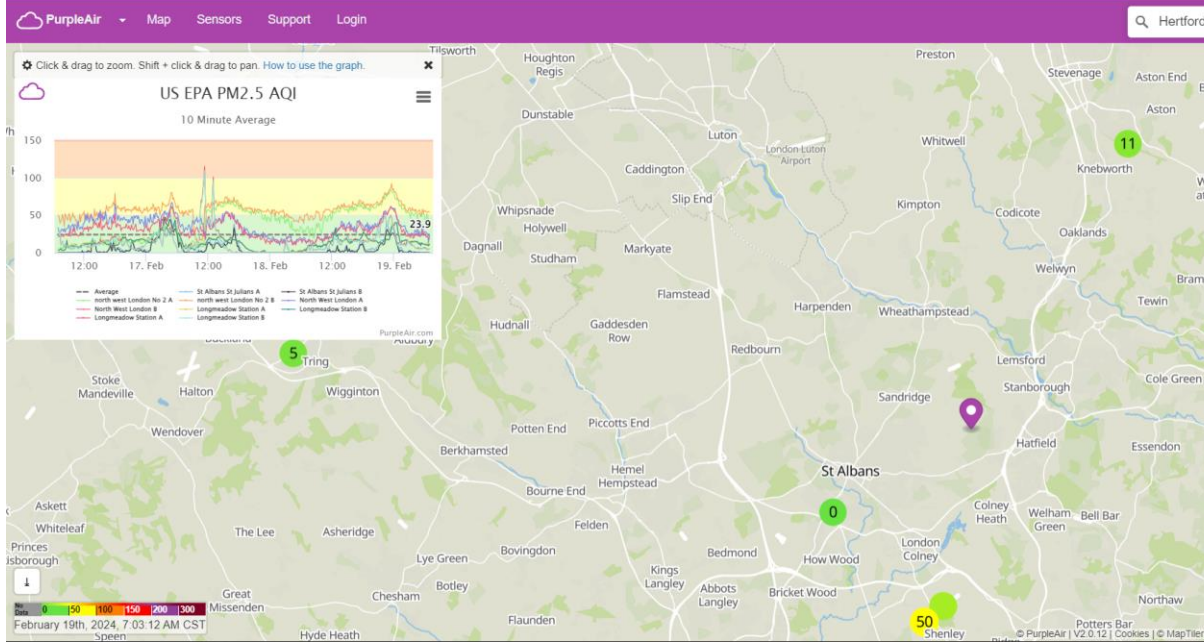 PurpleAir Map Sensors Support Login
Hertford
Click & drag to zoom. Shift + click & drag to pan. How to use the graph.
US EPA PM2.5 AQI
10 Minute Average
150
100
50
0
23.9
12:00 17. Feb 12:00 18. Feb 12:00 19. Feb
Average St Albans St Julians A St Albans St Julians B
north west London No 2 A north west London No 2 B North West London A
North West London B Longmeadow Station A Longmeadow Station B
Longmeadow Station A Longmeadow Station B
PurpleAir.com
Tilsworth
Houghton Regis
Preston
Stevenage
Aston End
Aston
Dunstable
Luton
London-Luton Airport
Whitwell
11
Knebworth
Caddington
Slip End
Kimpton
Codicote
Whipsnade
Holywell
Oaklands
Dagnall
Studham
Markyate
Welwyn
Bram
Flamstead
Harpenden
Wheathampstead
Tewin
Hudnall
Gaddesden Row
5
Tring
Redbourn
Lemsford
Stoke Mandeville
Halton
Wigginton
Sandridge
Stanborough
Cole Green
Wendover
Potten End
Piccotts End
Hatfield
Essendon
Berkhamsted
Hemel Hempstead
St Albans
Bourne End
0
Colney Heath
Welham Green
Bell Bar
Askett
Whiteleaf
The Lee
Asheridge
Felden
London Colney
Princes
isborough
Lye Green
Bovingdon
Bedmond
How Wood
Kings Langley
Botley
Abbots Langley
Bricket Wood
Great Missenden
Chesham
Northaw
Flaunden
50
Shenley
Potters Bar
Speen
Hyde Heath
No Data 0 50 100 150 200 300
February 19th, 2024, 7:03:12 AM CST
© PurpleAir | V2.0.12 | Cookies | © MapTiler